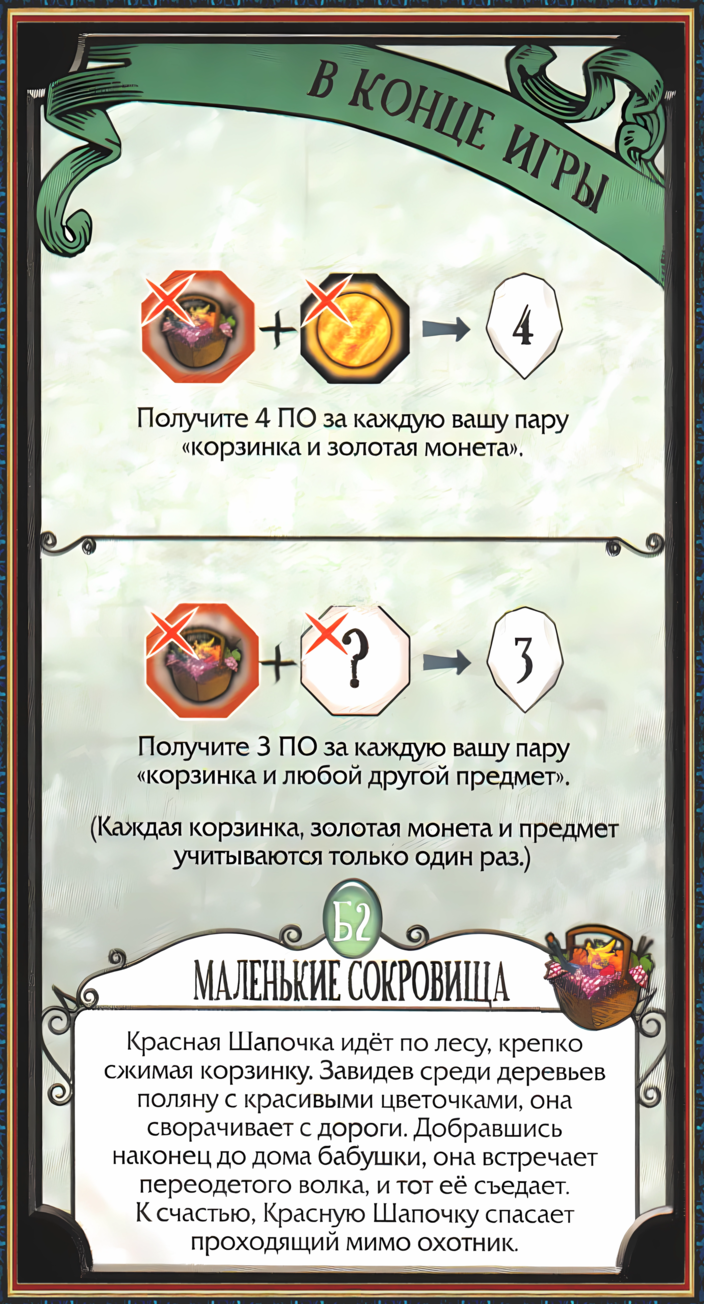 В КОНЦЕ ИГРЫ
+ 4
Получите 4 ПО за каждую вашу пару
«корзинка и золотая монета».
+ ? 3
Получите 3 ПО за каждую вашу пару
«корзинка и любой другой предмет».
(Каждая корзинка, золотая монета и предмет
учитываются только один раз.)
Б2
МАЛЕНЬКИЕ СОКРОВИЩА
Красная Шапочка идёт по лесу, крепко
сжимая корзинку. Завидев среди деревьев
поляну с красивыми цветочками, она
сворачивает с дороги. Добравшись
наконец до дома бабушки, она встречает
переодетого волка, и тот её съедает.
К счастью, Красную Шапочку спасает
проходящий мимо охотник.